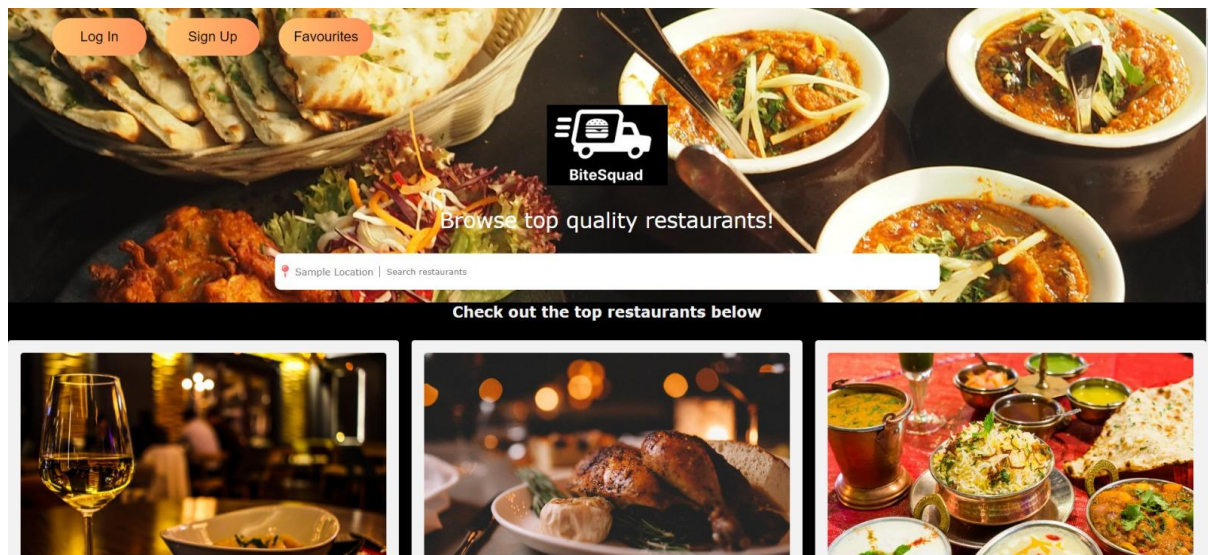 Log In
Sign Up
Favourites
BiteSquad
Browse top quality restaurants!
Sample Location | Search restaurants
Check out the top restaurants below